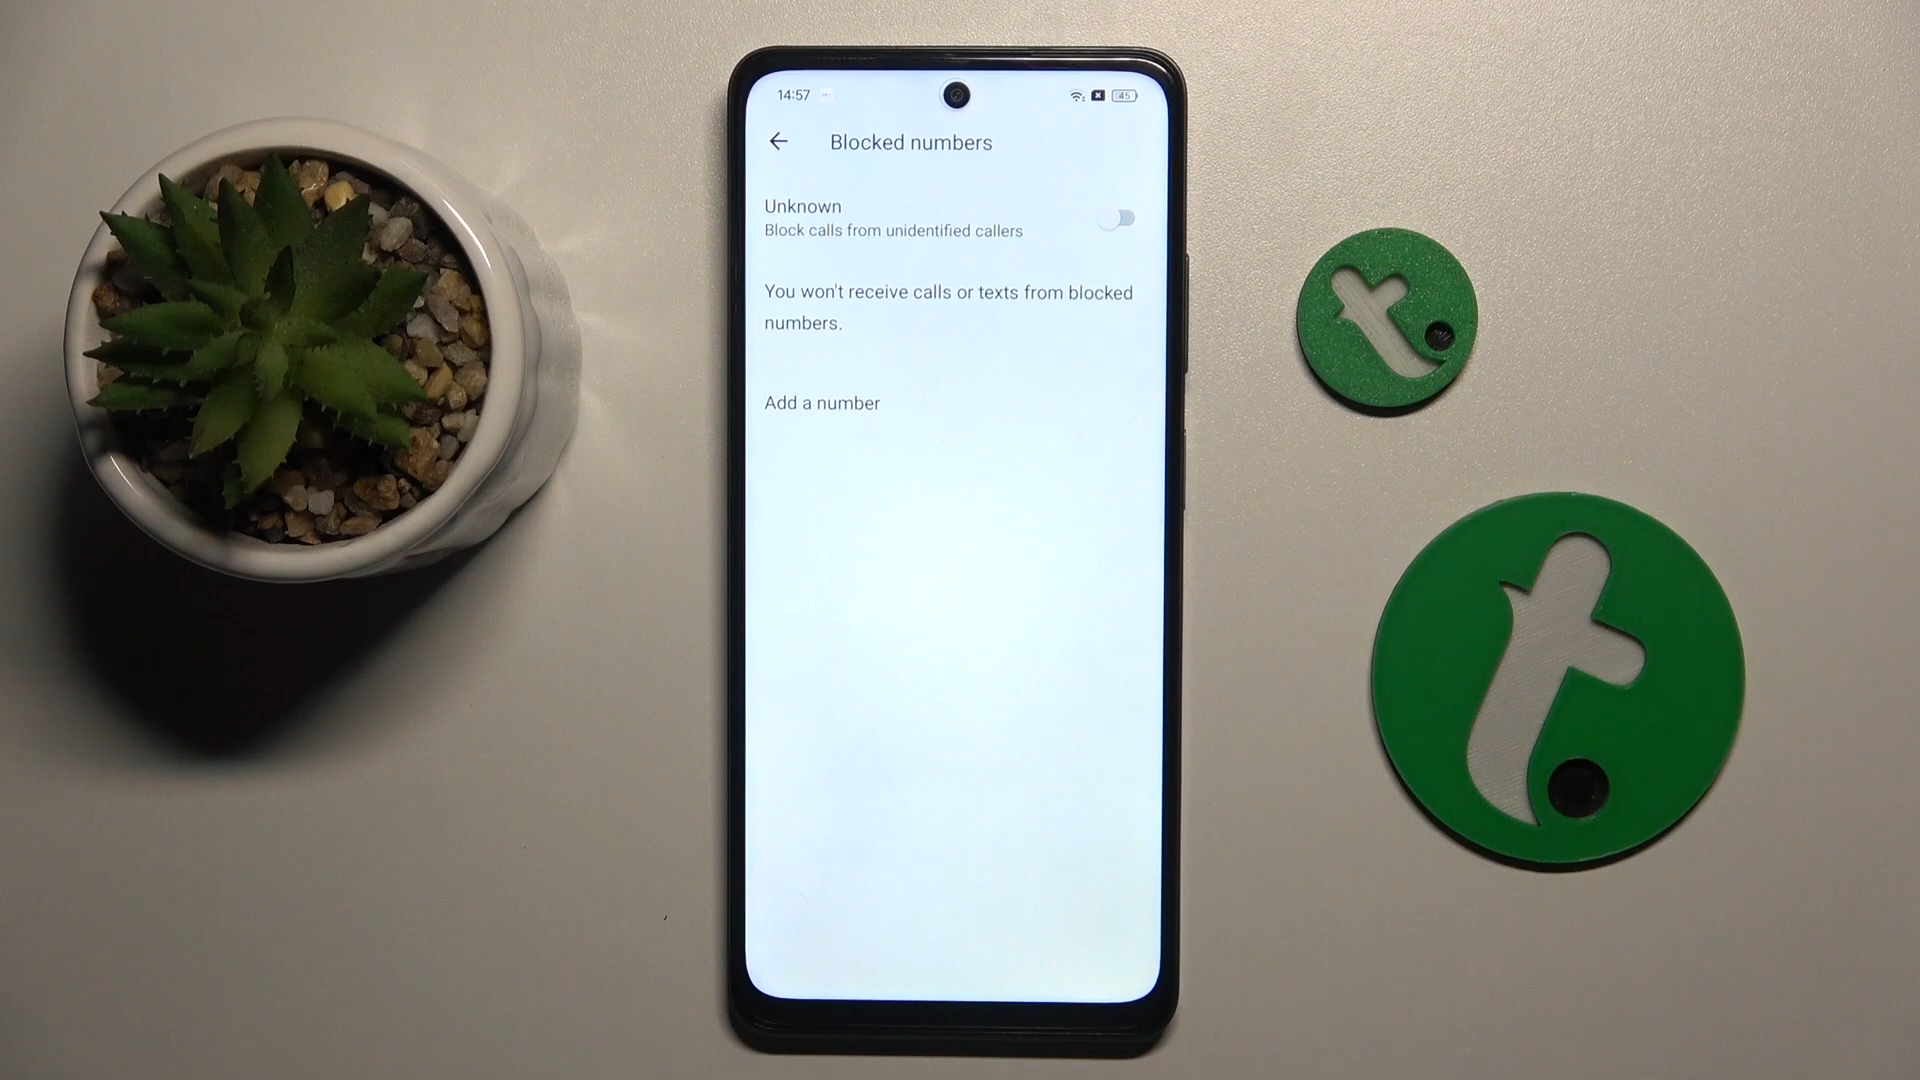 14:57
45
Blocked numbers
Unknown
Block calls from unidentified callers
You won't receive calls or texts from blocked
numbers.
Add a number